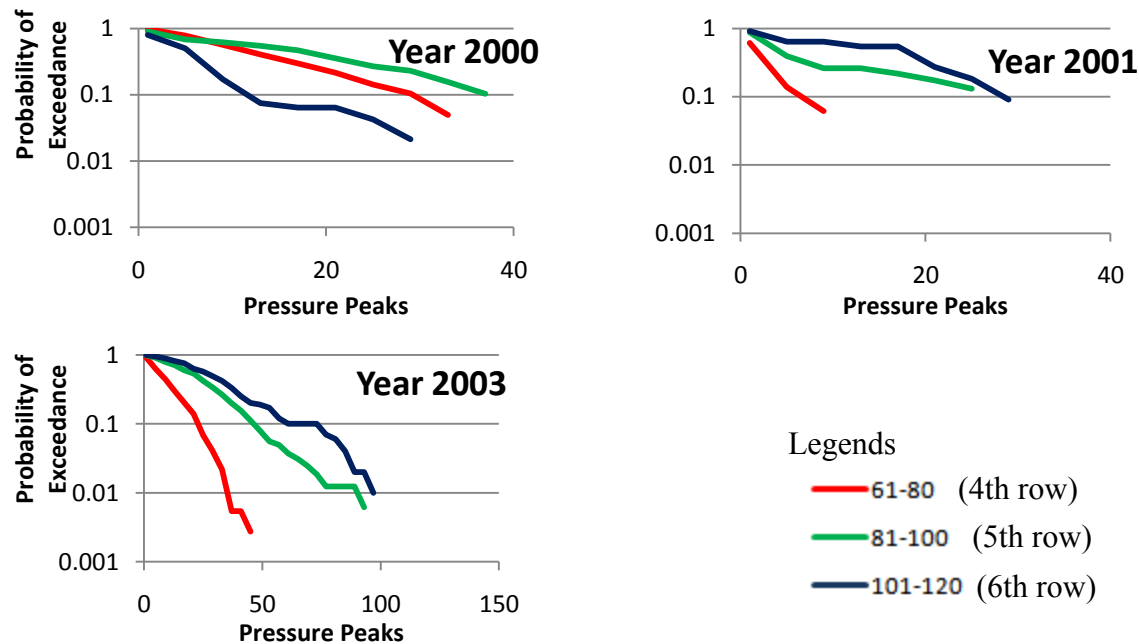 Probability of
Exceedance
1
0.1
0.01
0.001
Year 2000
0
20
40
Pressure Peaks
1
0.1
0.01
0.001
Year 2001
0
20
40
Pressure Peaks
Probability of
Exceedance
1
0.1
0.01
0.001
Year 2003
0
50
100
150
Pressure Peaks
Legends
61-80 (4th row)
81-100 (5th row)
101-120 (6th row)